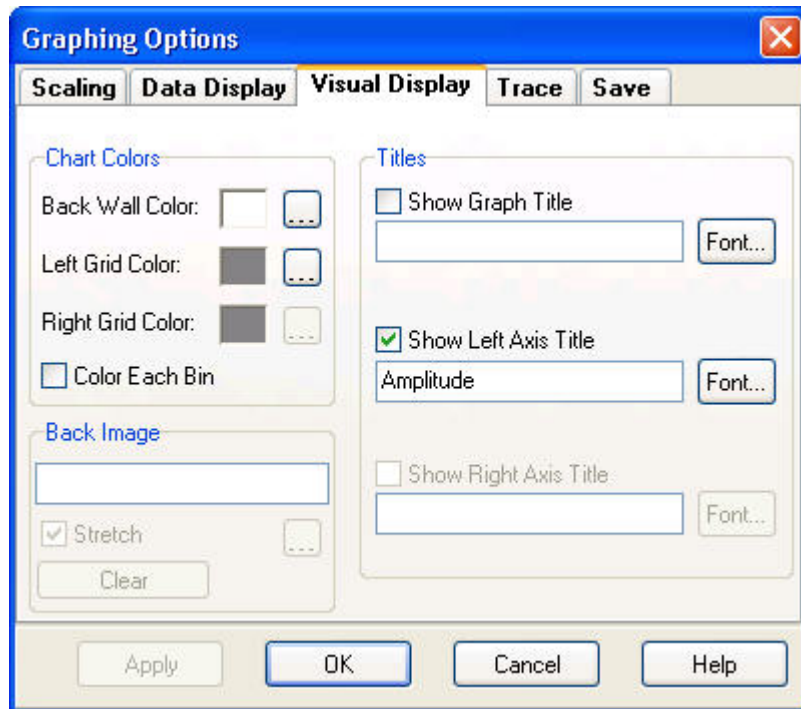 Graphing Options
Scaling Data Display Visual Display Trace Save
Chart Colors
Back Wall Color: ...
Left Grid Color: ...
Right Grid Color: ...
Color Each Bin
Back Image
Stretch ...
Clear
Titles
Show Graph Title
Font...
Show Left Axis Title
Amplitude Font...
Show Right Axis Title
Font...
Apply OK Cancel Help